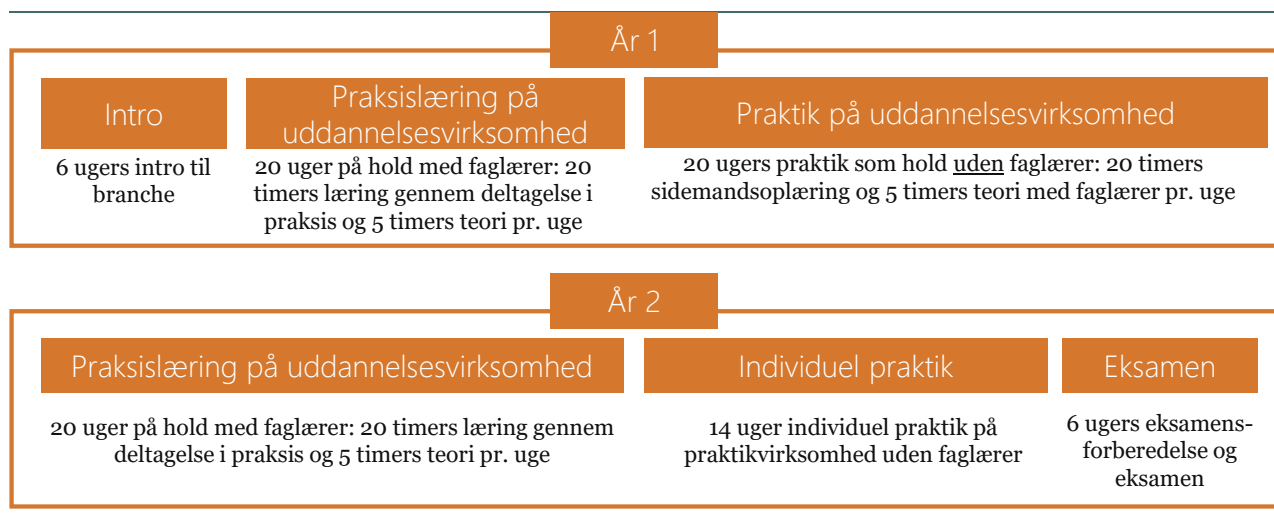 År 1
Intro
6 ugers intro til
branche
Praksislæring på
uddannelsesvirksomhed
20 uger på hold med faglærer: 20
timers læring gennem deltagelse i
praksis og 5 timers teori pr. uge
Praktik på uddannelsesvirksomhed
20 ugers praktik som hold uden faglærer: 20 timers
sidemandsoplæring og 5 timers teori med faglærer pr. uge
År 2
Praksislæring på uddannelsesvirksomhed
20 uger på hold med faglærer: 20 timers læring gennem
deltagelse i praksis og 5 timers teori pr. uge
Individuel praktik
14 uger individuel praktik på
praktikvirksomhed uden faglærer
Eksamen
6 ugers eksamens-
forberedelse og
eksamen